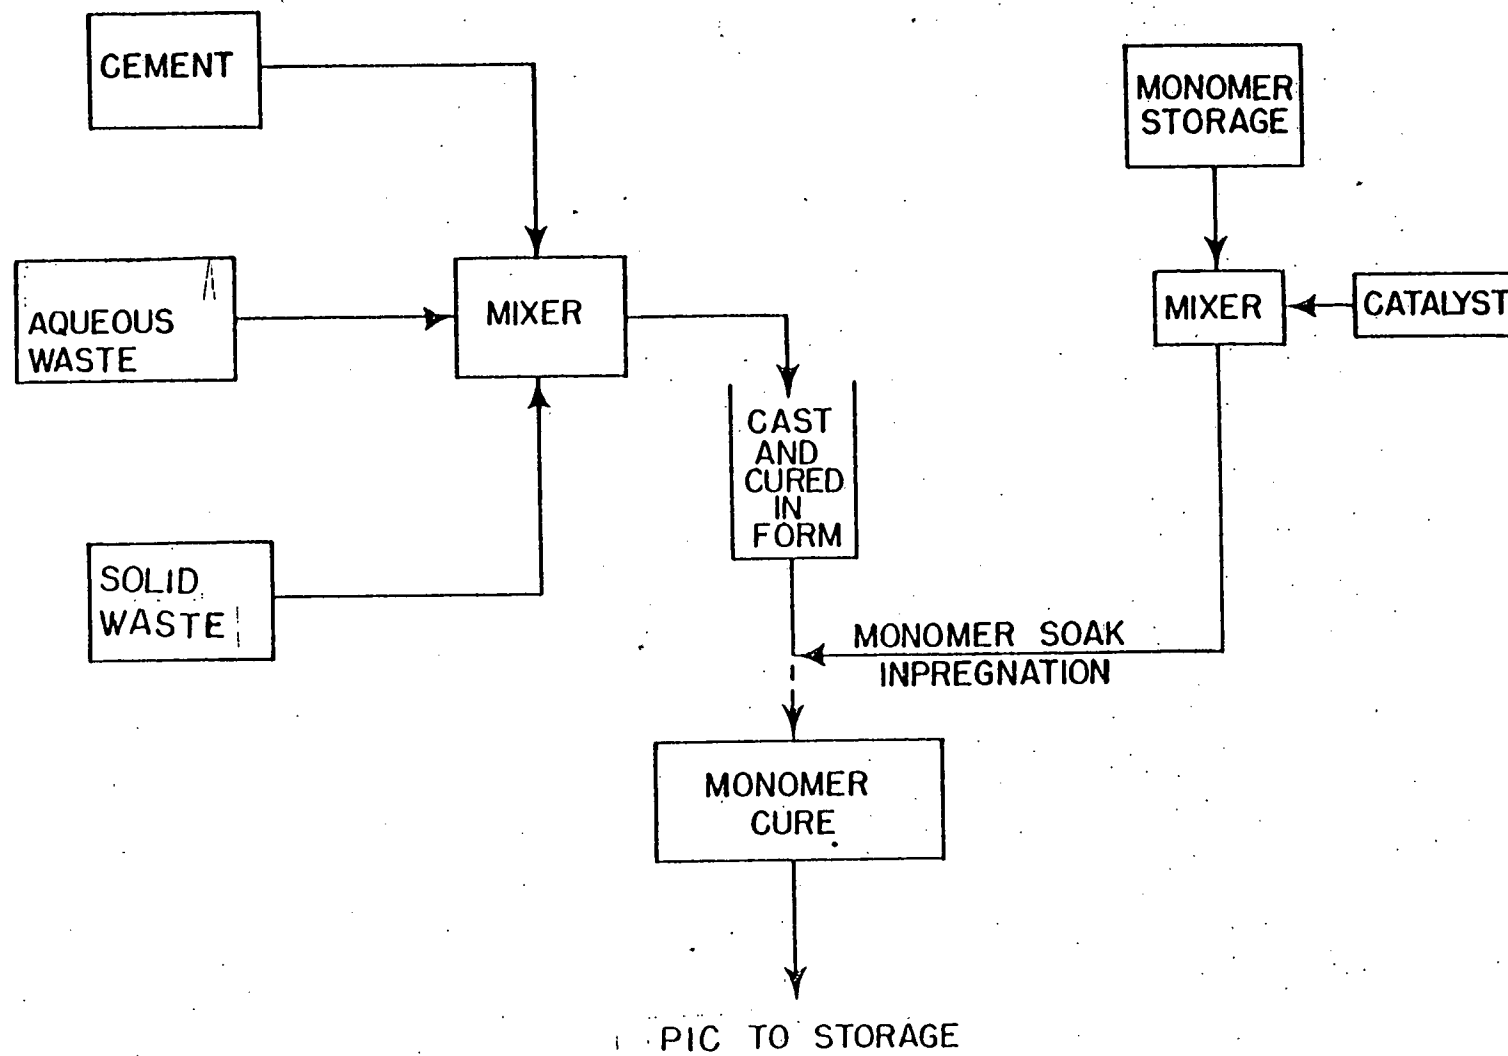 CEMENT
MONOMER
STORAGE
AQUEOUS
WASTE
MIXER
MIXER
CATALYST
CAST
AND
CURED
IN
FORM
SOLID
WASTE
MONOMER SOAK
INPREGNATION
MONOMER
CURE
PIC TO STORAGE